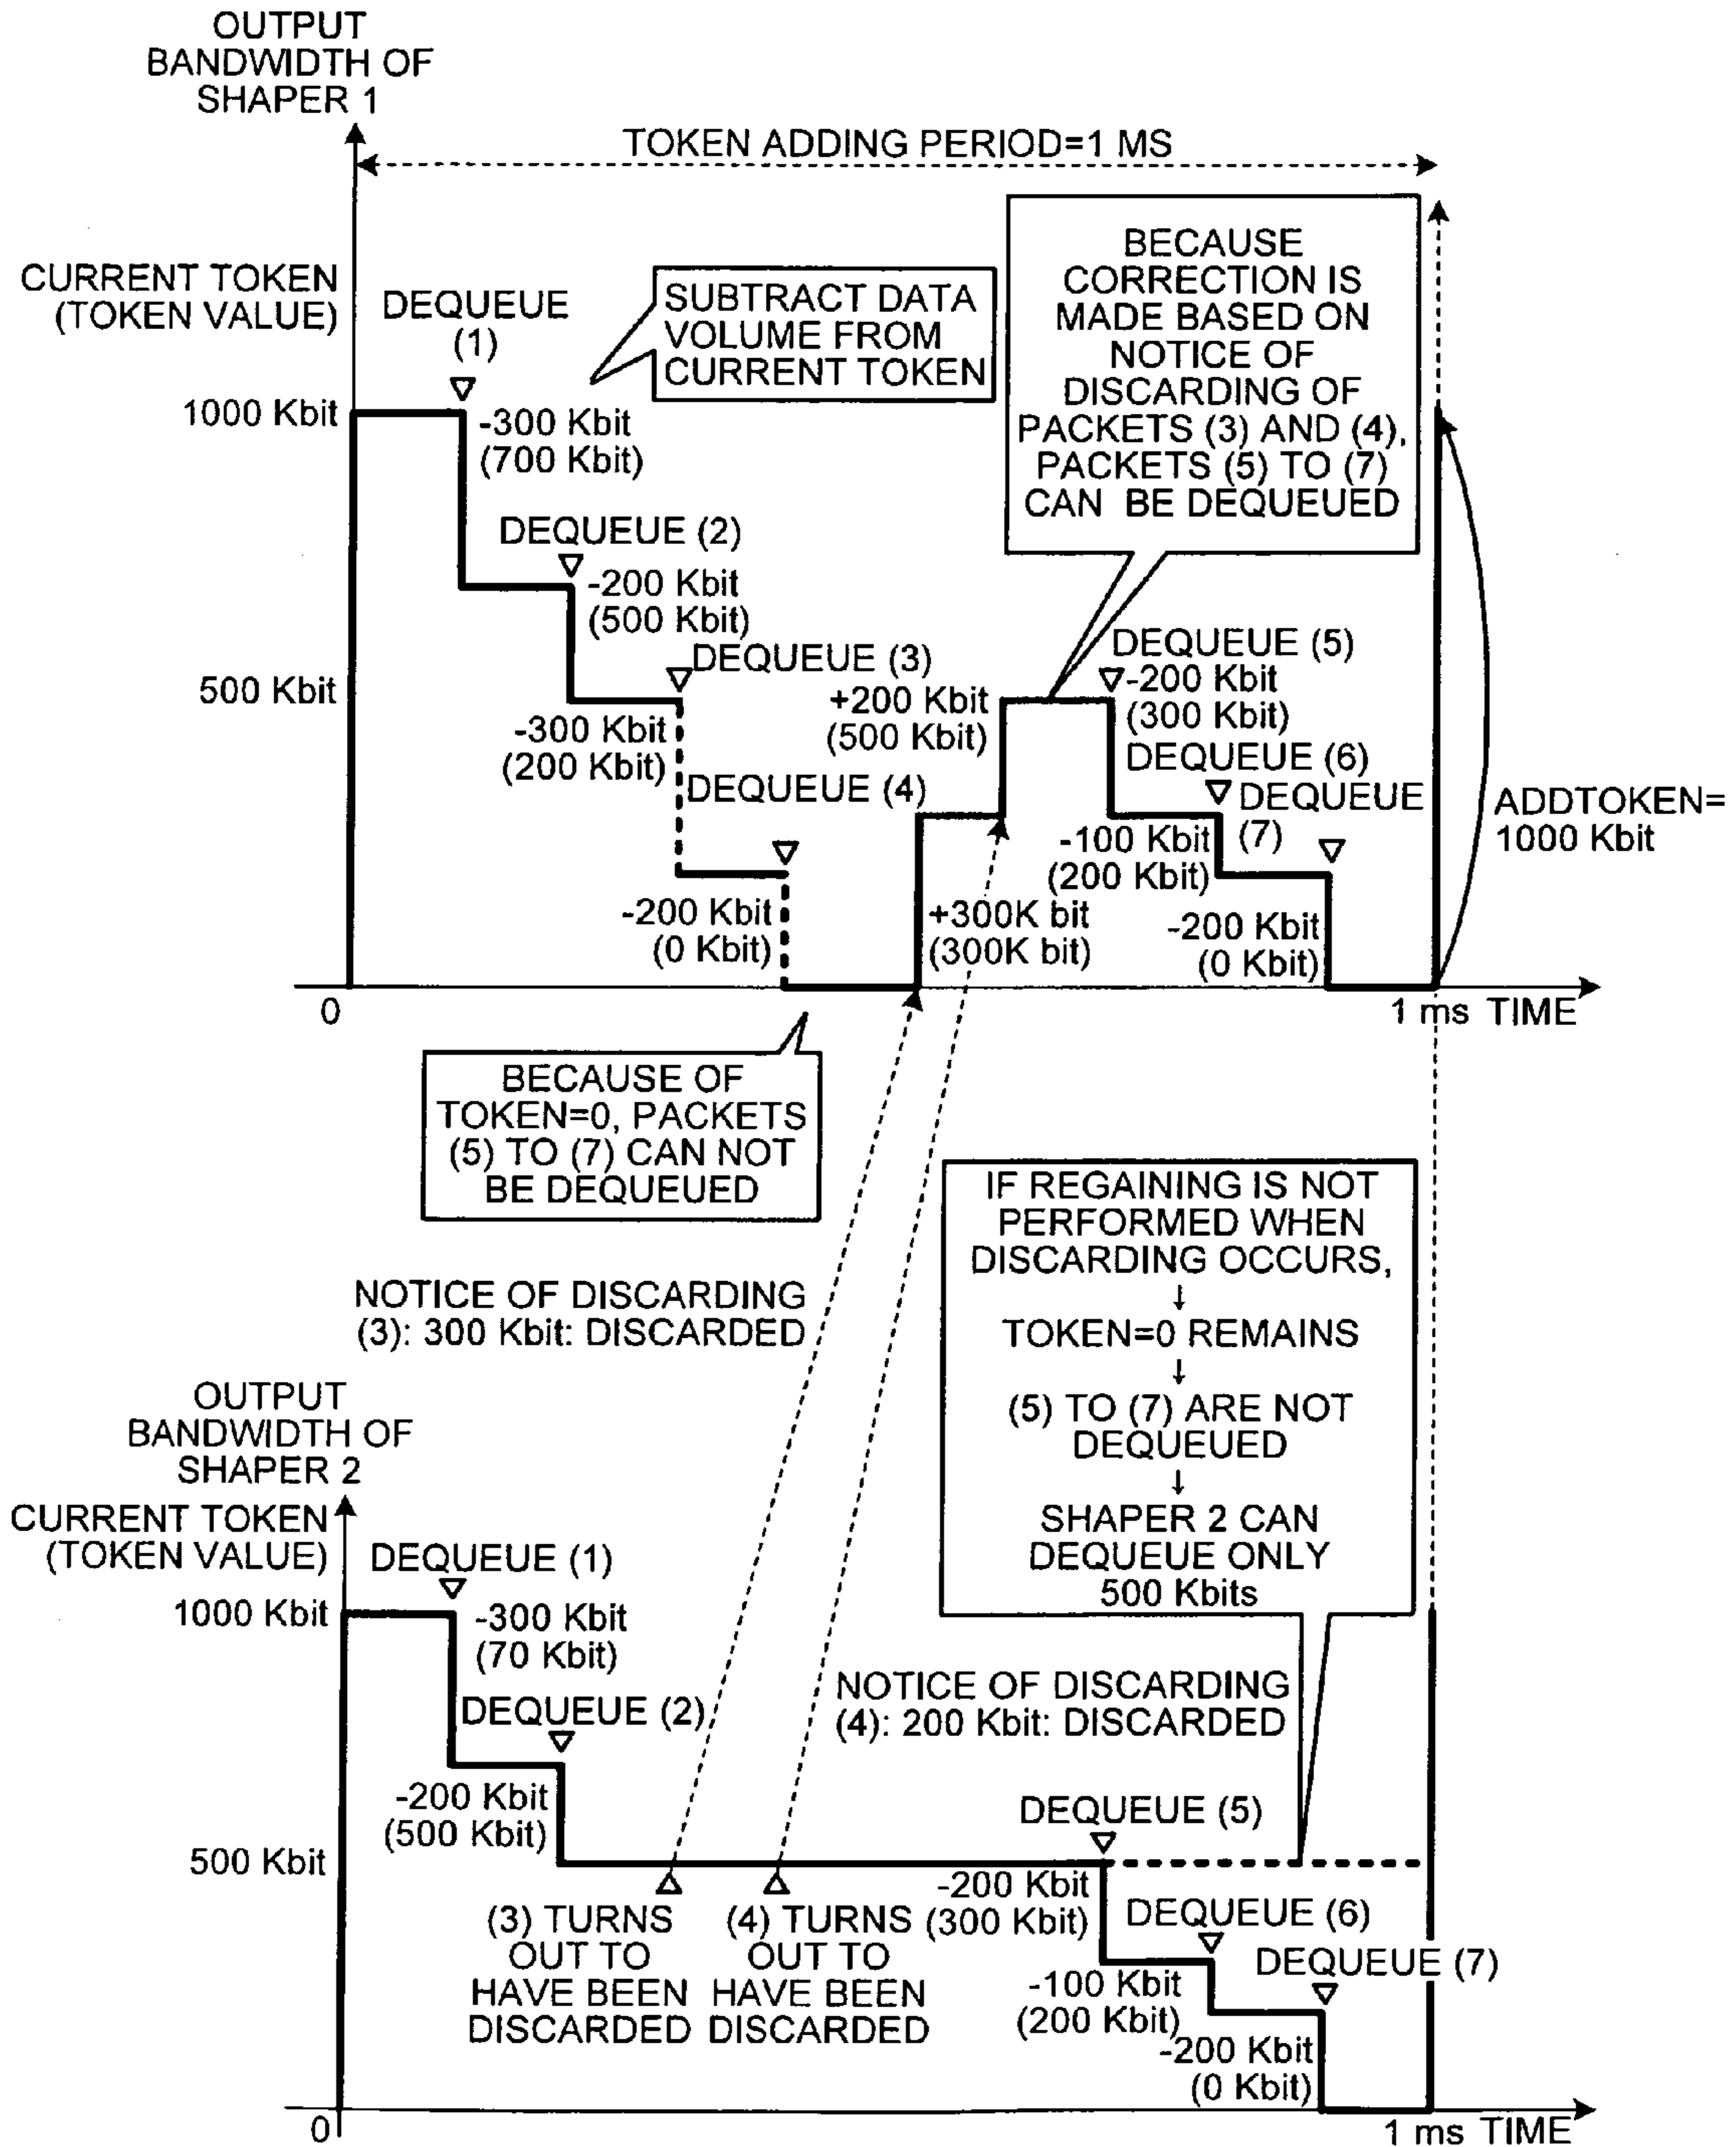 OUTPUT
BANDWIDTH OF
SHAPER 1
TOKEN ADDING PERIOD=1 MS
CURRENT TOKEN
(TOKEN VALUE)
DEQUEUE
(1)
SUBTRACT DATA
VOLUME FROM
CURRENT TOKEN
BECAUSE
CORRECTION IS
MADE BASED ON
NOTICE OF
DISCARDING OF
PACKETS (3) AND (4),
PACKETS (5) TO (7)
CAN BE DEQUEUED
1000 Kbit
-300 Kbit
(700 Kbit)
DEQUEUE (2)
-200 Kbit
(500 Kbit)
500 Kbit
DEQUEUE (3)
-300 Kbit
(200 Kbit)
DEQUEUE (4)
-200 Kbit
(0 Kbit)
+300K bit
(300K bit)
+200 Kbit
(500 Kbit)
DEQUEUE (5)
-200 Kbit
(300 Kbit)
DEQUEUE (6)
-100 Kbit
(200 Kbit)
DEQUEUE
(7)
-200 Kbit
(0 Kbit)
ADDTOKEN=
1000 Kbit
0
1 ms TIME
BECAUSE OF
TOKEN=0, PACKETS
(5) TO (7) CAN NOT
BE DEQUEUED
NOTICE OF DISCARDING
(3): 300 Kbit: DISCARDED
IF REGAINING IS NOT
PERFORMED WHEN
DISCARDING OCCURS,
↓
TOKEN=0 REMAINS
↓
(5) TO (7) ARE NOT
DEQUEUED
↓
SHAPER 2 CAN
DEQUEUE ONLY
500 Kbits
OUTPUT
BANDWIDTH OF
SHAPER 2
CURRENT TOKEN
(TOKEN VALUE)
DEQUEUE (1)
1000 Kbit
-300 Kbit
(70 Kbit)
DEQUEUE (2)
-200 Kbit
(500 Kbit)
NOTICE OF DISCARDING
(4): 200 Kbit: DISCARDED
500 Kbit
(3) TURNS
OUT TO
HAVE BEEN
DISCARDED
(4) TURNS
OUT TO
HAVE BEEN
DISCARDED
DEQUEUE (5)
-200 Kbit
(300 Kbit)
DEQUEUE (6)
-100 Kbit
(200 Kbit)
DEQUEUE (7)
-200 Kbit
(0 Kbit)
0
1 ms TIME